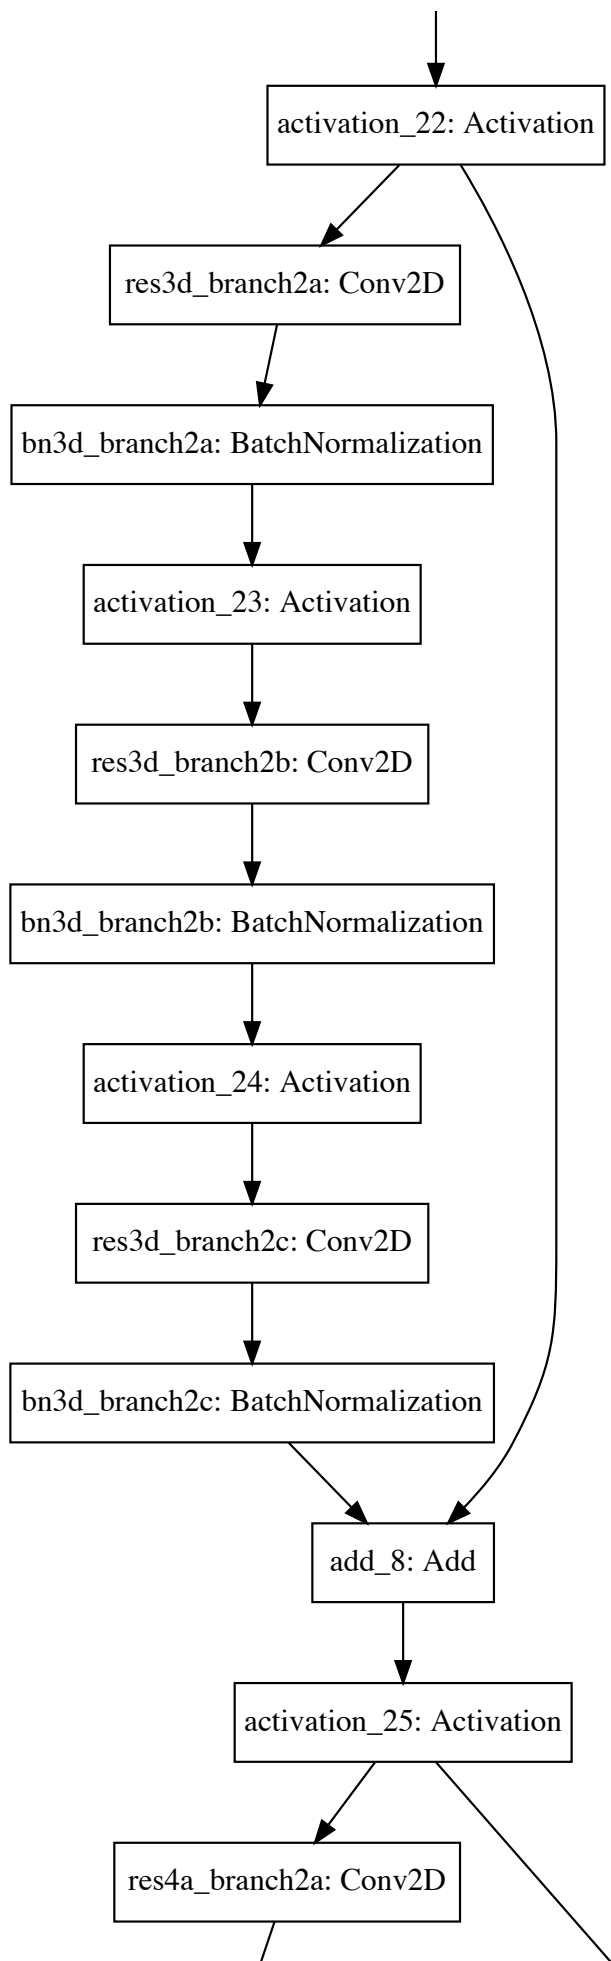 activation_22: Activation
res3d_branch2a: Conv2D
bn3d_branch2a: BatchNormalization
activation_23: Activation
res3d_branch2b: Conv2D
bn3d_branch2b: BatchNormalization
activation_24: Activation
res3d_branch2c: Conv2D
bn3d_branch2c: BatchNormalization
add_8: Add
activation_25: Activation
res4a_branch2a: Conv2D